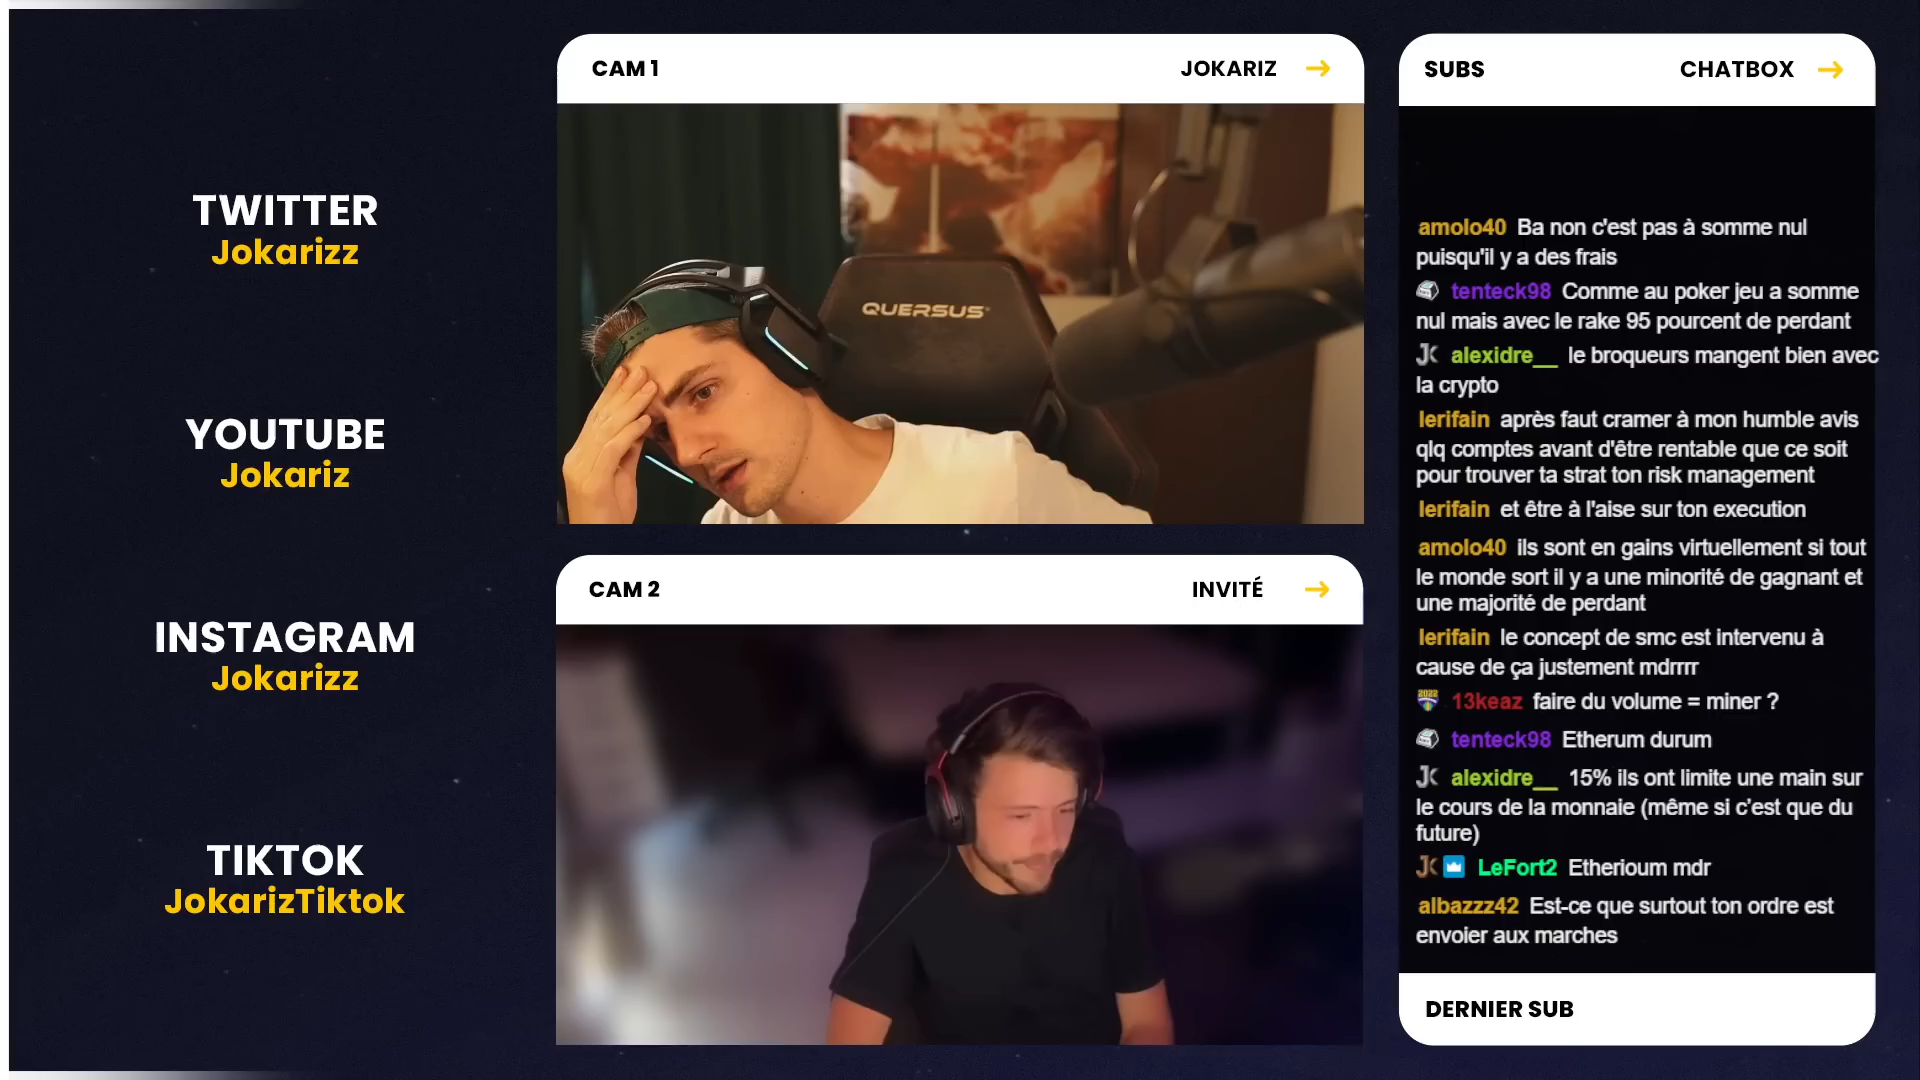 TWITTER
Jokarizz
YOUTUBE
Jokariz
INSTAGRAM
Jokarizz
TIKTOK
JokarizTiktok
CAM 1
JOKARIZ
QUERSUS
CAM 2
INVITÉ
SUBS
CHATBOX
amolo40 Ba non c'est pas à somme nul
puisqu'il y a des frais
tenteck98 Comme au poker jeu a somme
nul mais avec le rake 95 pourcent de perdant
alexidre__ le broqueurs mangent bien avec
la crypto
lerifain après faut cramer à mon humble avis
qlq comptes avant d'être rentable que ce soit
pour trouver ta strat ton risk management
lerifain et être à l'aise sur ton execution
amolo40 ils sont en gains virtuellement si tout
le monde sort il y a une minorité de gagnant et
une majorité de perdant
lerifain le concept de smc est intervenu à
cause de ça justement mdrrrr
2022 13keaz faire du volume = miner ?
tenteck98 Etherum durum
alexidre__ 15% ils ont limite une main sur
le cours de la monnaie (même si c'est que du
future)
LeFort2 Etherioum mdr
albazzz42 Est-ce que surtout ton ordre est
envoier aux marches
DERNIER SUB